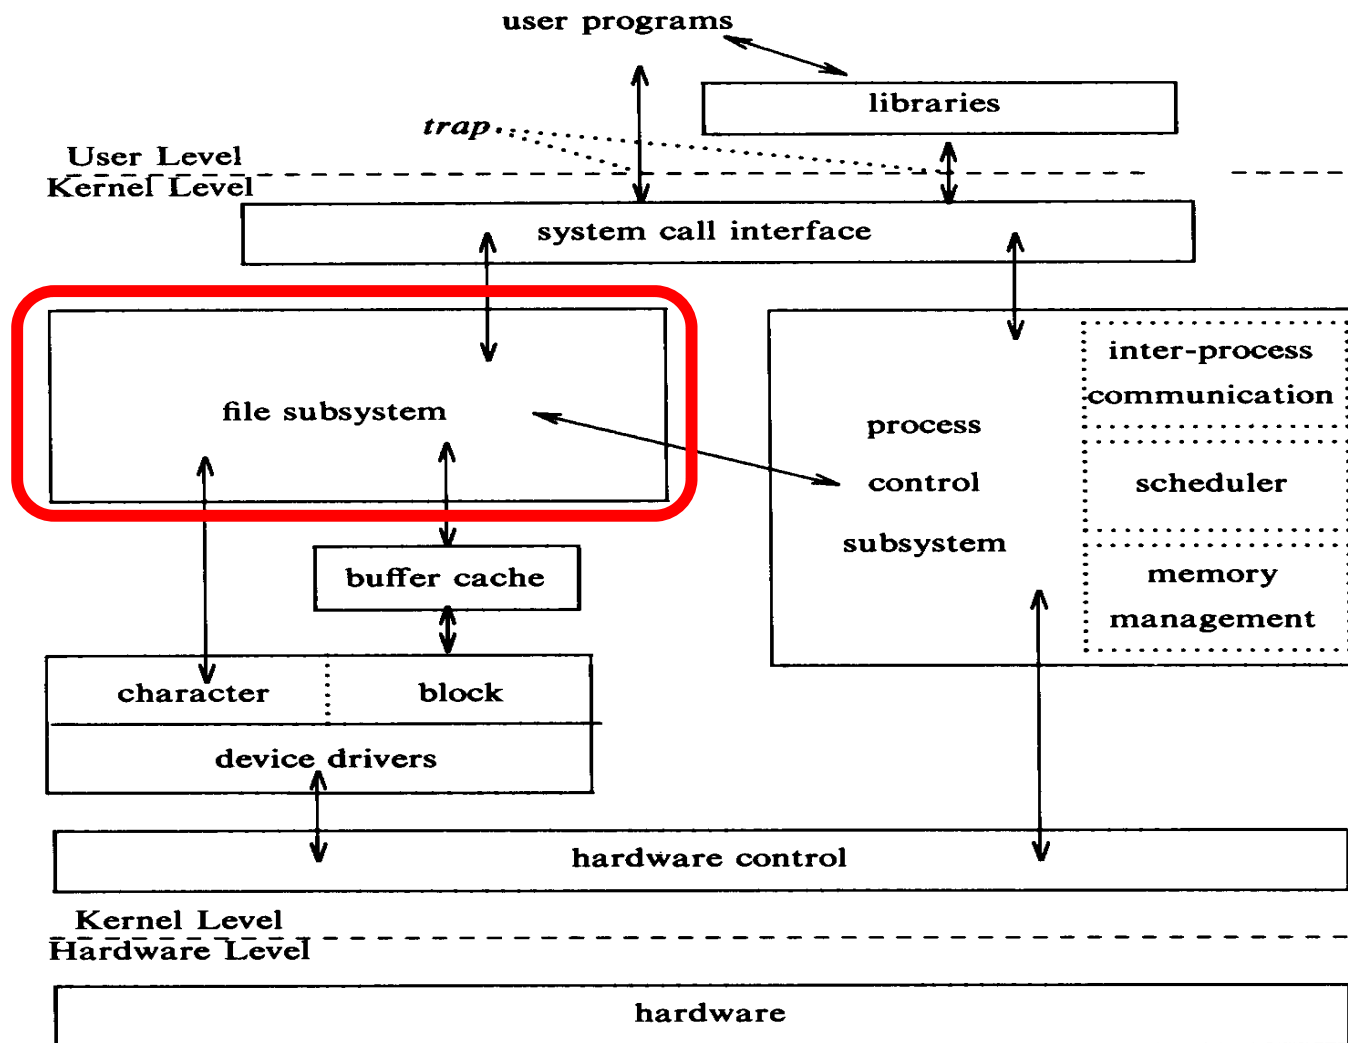 user programs
libraries
trap
User Level
Kernel Level
system call interface
file subsystem
inter-process
communication
process
control
subsystem
scheduler
memory
management
buffer cache
character
block
device drivers
hardware control
Kernel Level
Hardware Level
hardware